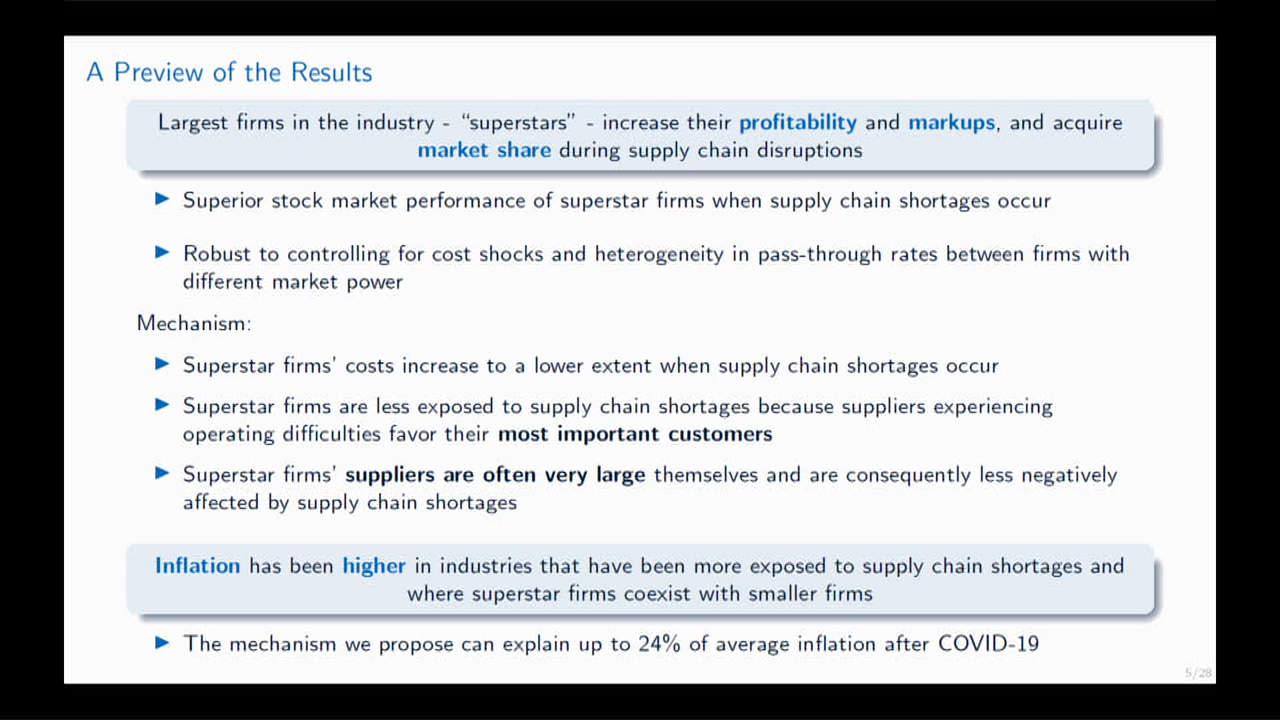 A Preview of the Results
Largest firms in the industry - “superstars” - increase their profitability and markups, and acquire
market share during supply chain disruptions
▶ Superior stock market performance of superstar firms when supply chain shortages occur
▶ Robust to controlling for cost shocks and heterogeneity in pass-through rates between firms with
different market power
Mechanism:
▶ Superstar firms’ costs increase to a lower extent when supply chain shortages occur
▶ Superstar firms are less exposed to supply chain shortages because suppliers experiencing
operating difficulties favor their most important customers
▶ Superstar firms’ suppliers are often very large themselves and are consequently less negatively
affected by supply chain shortages
Inflation has been higher in industries that have been more exposed to supply chain shortages and
where superstar firms coexist with smaller firms
▶ The mechanism we propose can explain up to 24% of average inflation after COVID-19
5/28